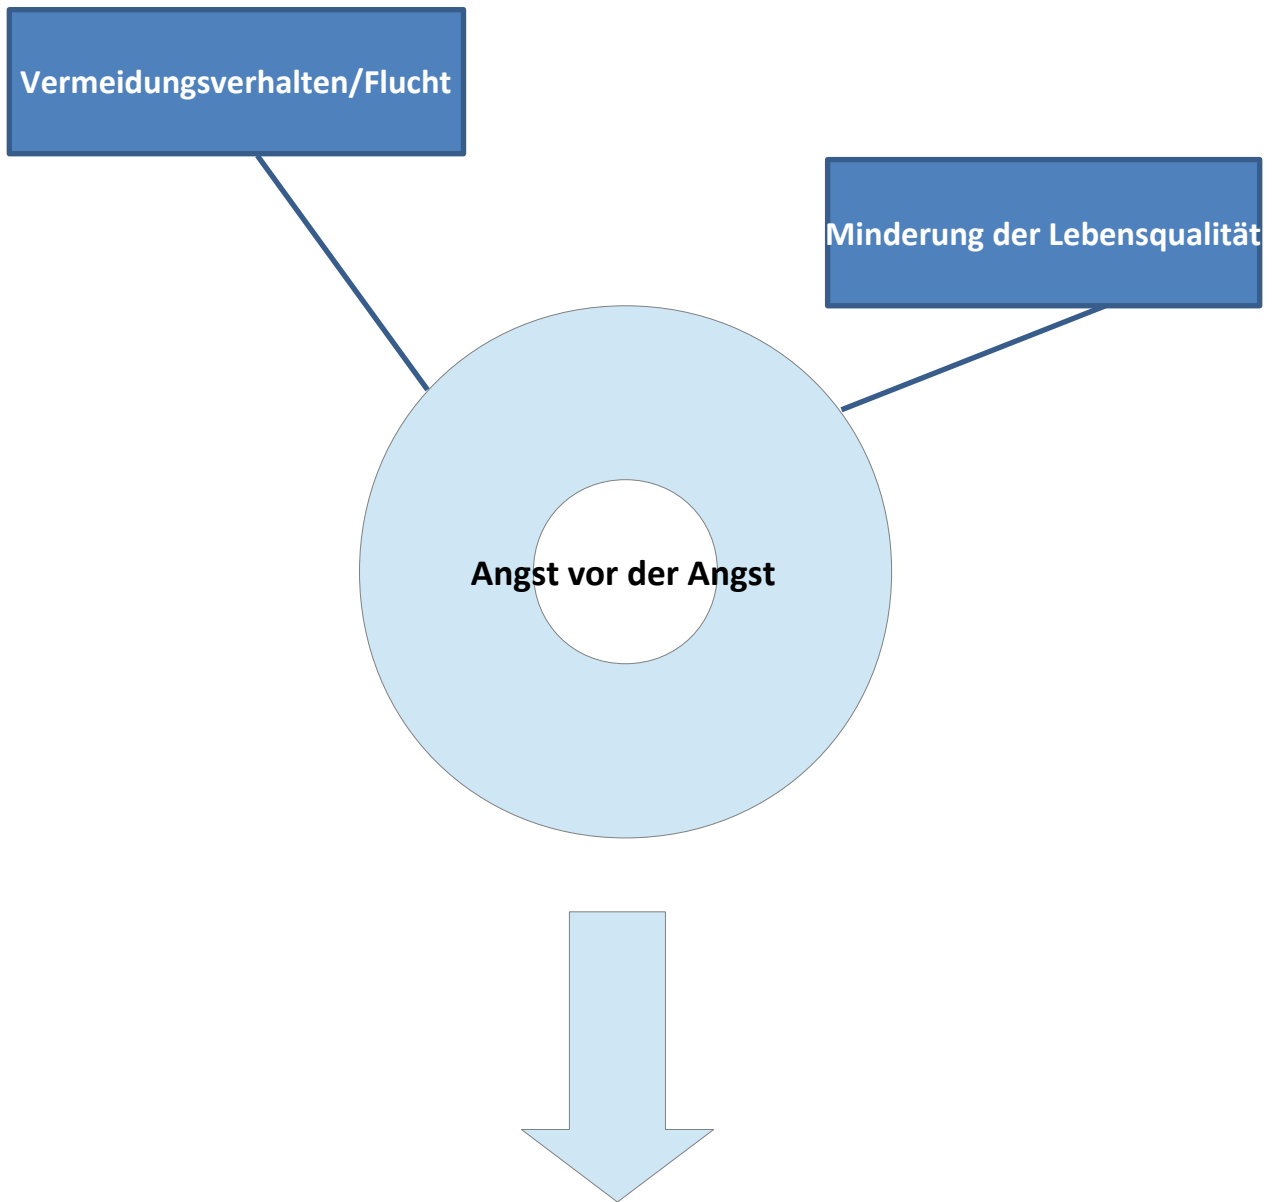 Vermeidungsverhalten/Flucht
Minderung der Lebensqualität
Angst vor der Angst